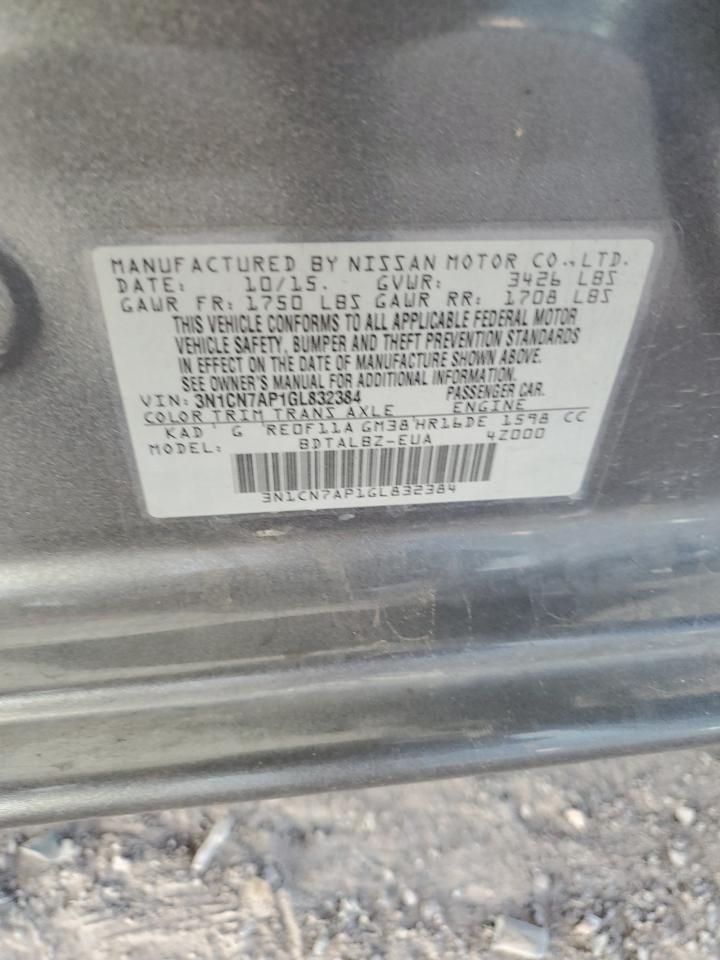 MANUFACTURED BY NISSAN MOTOR CO.,LTD.
DATE: 10/15. GVWR: 3426 LBS
GAWR FR: 1750 LBS GAWR RR: 1708 LBS
THIS VEHICLE CONFORMS TO ALL APPLICABLE FEDERAL MOTOR
VEHICLE SAFETY, BUMPER AND THEFT PREVENTION STANDARDS
IN EFFECT ON THE DATE OF MANUFACTURE SHOWN ABOVE.
SEE OWNER'S MANUAL FOR ADDITIONAL INFORMATION.
VIN: 3N1CN7AP1GL832384 PASSENGER CAR.
COLOR TRIM TRANS AXLE ENGINE
KAD G RE0F11A GM38 HR16DE 1598 CC
MODEL: BDTALBZ-EUA 4Z000
3N1CN7AP1GL832384